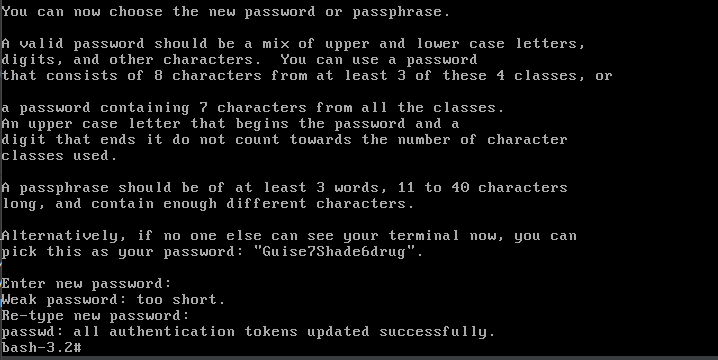 You can now choose the new password or passphrase.
A valid password should be a mix of upper and lower case letters,
digits, and other characters.  You can use a password
that consists of 8 characters from at least 3 of these 4 classes, or
a password containing 7 characters from all the classes.
An upper case letter that begins the password and a
digit that ends it do not count towards the number of character
classes used.
A passphrase should be of at least 3 words, 11 to 40 characters
long, and contain enough different characters.
Alternatively, if no one else can see your terminal now, you can
pick this as your password: "Guise7Shade6drug".
Enter new password:
Weak password: too short.
Re-type new password:
passwd: all authentication tokens updated successfully.
bash-3.2#